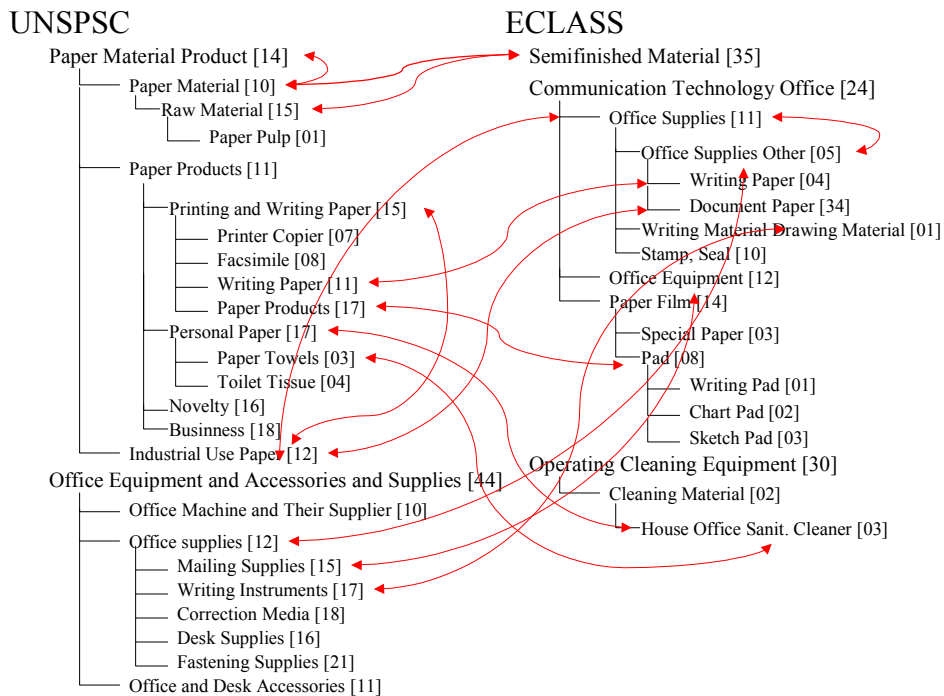 UNSPSC
Paper Material Product [14]
Paper Material [10]
Raw Material [15]
Paper Pulp [01]
Paper Products [11]
Printing and Writing Paper [15]
Printer Copier [07]
Facsimile [08]
Writing Paper [11]
Paper Products [17]
Personal Paper [17]
Paper Towels [03]
Toilet Tissue [04]
Novelty [16]
Businness [18]
Industrial Use Paper [12]
Office Equipment and Accessories and Supplies [44]
Office Machine and Their Supplier [10]
Office supplies [12]
Mailing Supplies [15]
Writing Instruments [17]
Correction Media [18]
Desk Supplies [16]
Fastening Supplies [21]
Office and Desk Accessories [11]
ECLASS
Semifinished Material [35]
Communication Technology Office [24]
Office Supplies [11]
Office Supplies Other [05]
Writing Paper [04]
Document Paper [34]
Writing Material Drawing Material [01]
Stamp, Seal [10]
Office Equipment [12]
Paper Film [14]
Special Paper [03]
Pad [08]
Writing Pad [01]
Chart Pad [02]
Sketch Pad [03]
Operating Cleaning Equipment [30]
Cleaning Material [02]
House Office Sanit. Cleaner [03]